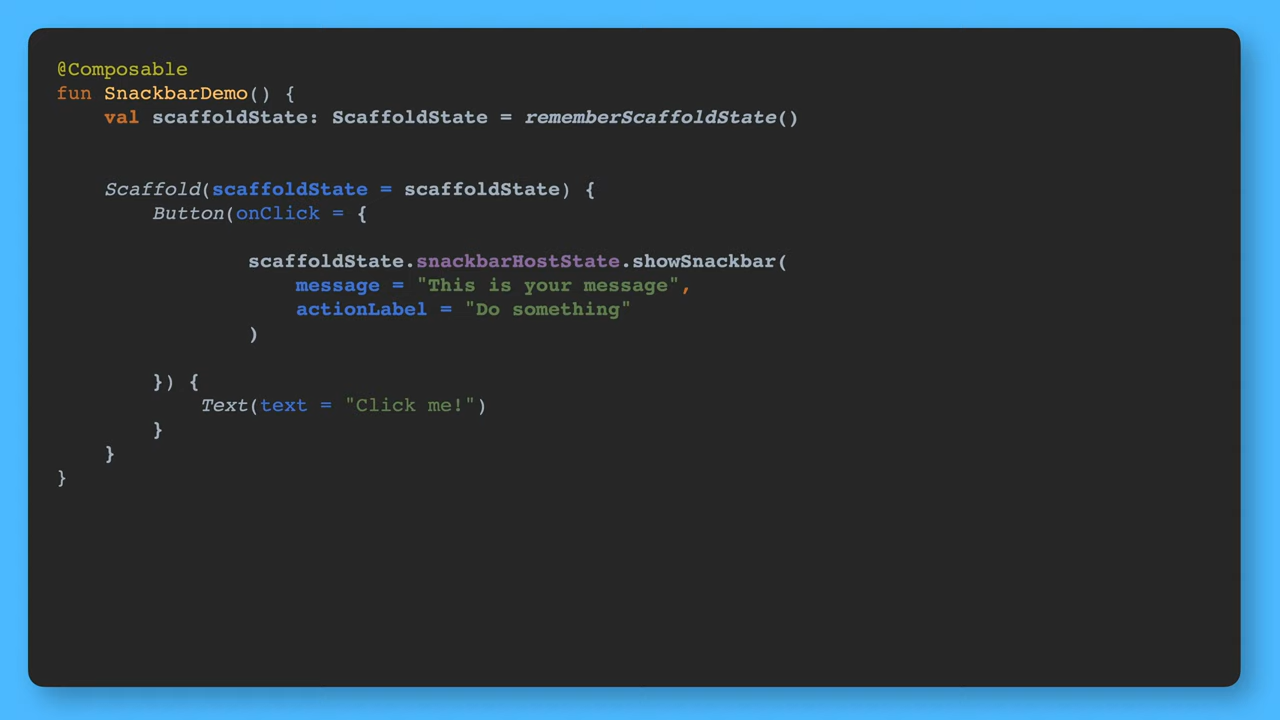 @Composable
fun SnackbarDemo() {
    val scaffoldState: ScaffoldState = rememberScaffoldState()
    Scaffold(scaffoldState = scaffoldState) {
        Button(onClick = {
                scaffoldState.snackbarHostState.showSnackbar(
                    message = "This is your message",
                    actionLabel = "Do something"
                )
        }) {
            Text(text = "Click me!")
        }
    }
}